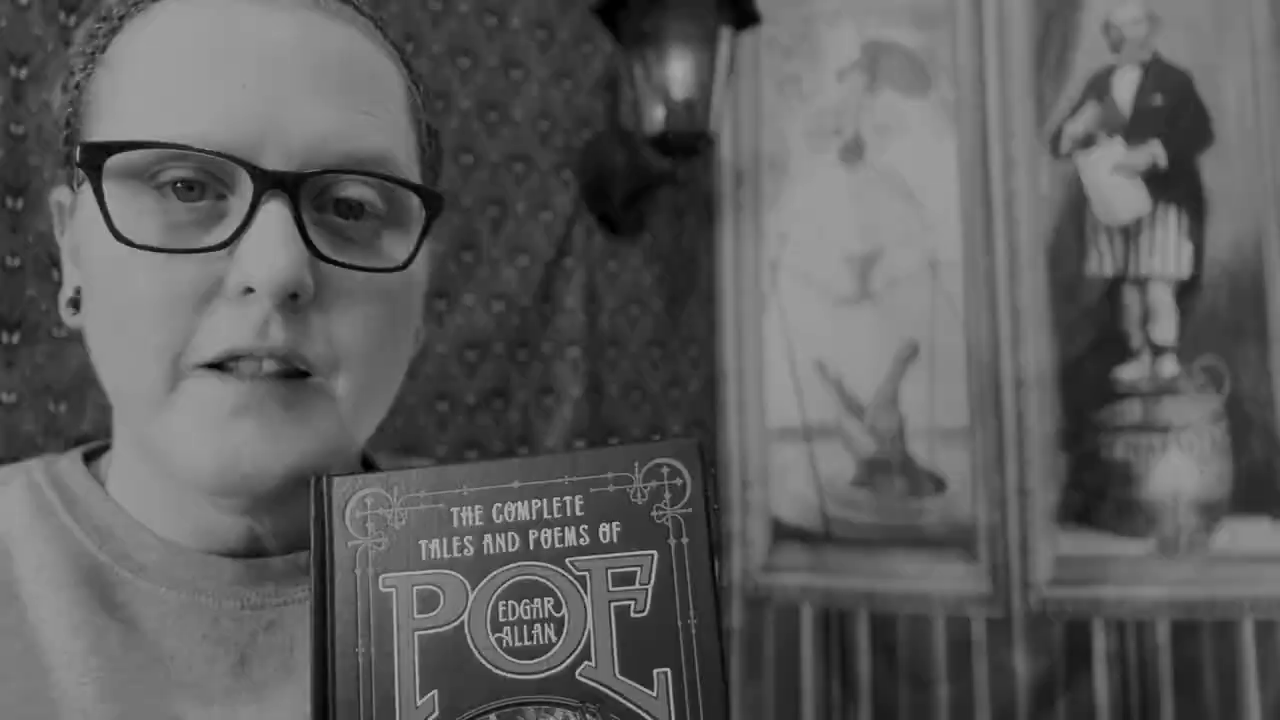 THE COMPLETE
TALES AND POEMS OF
POE
EDGAR
ALLAN